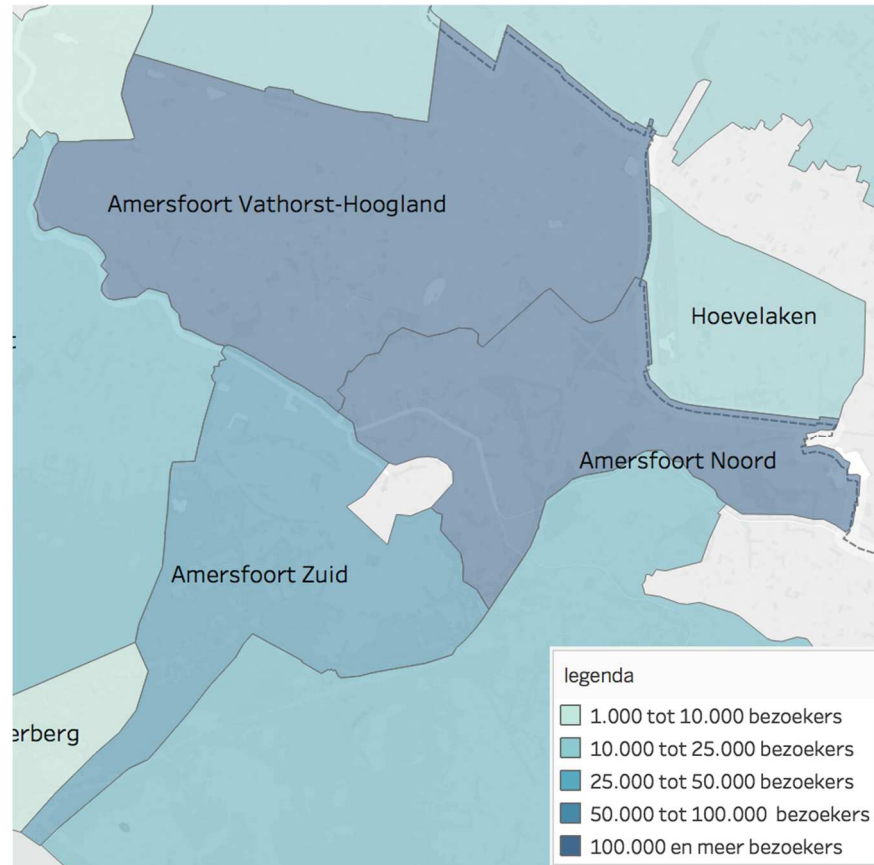 Amersfoort Vathorst-Hoogland
Hoevelaken
Amersfoort Noord
Amersfoort Zuid
erberg
legenda
1.000 tot 10.000 bezoekers
10.000 tot 25.000 bezoekers
25.000 tot 50.000 bezoekers
50.000 tot 100.000 bezoekers
100.000 en meer bezoekers